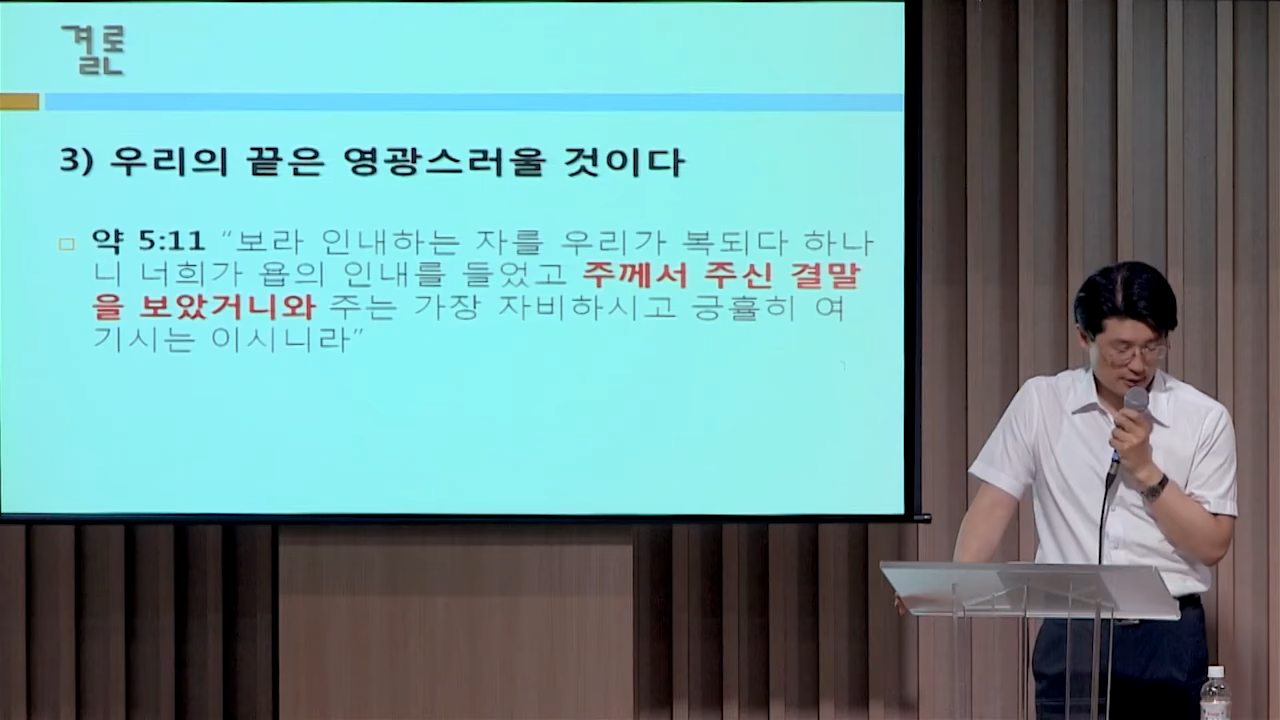 결론
3) 우리의 끝은 영광스러울 것이다
약 5:11 “보라 인내하는 자를 우리가 복되다 하나
니 너희가 욥의 인내를 들었고 주께서 주신 결말
을 보았거니와 주는 가장 자비하시고 긍휼히 여
기시는 이시니라”